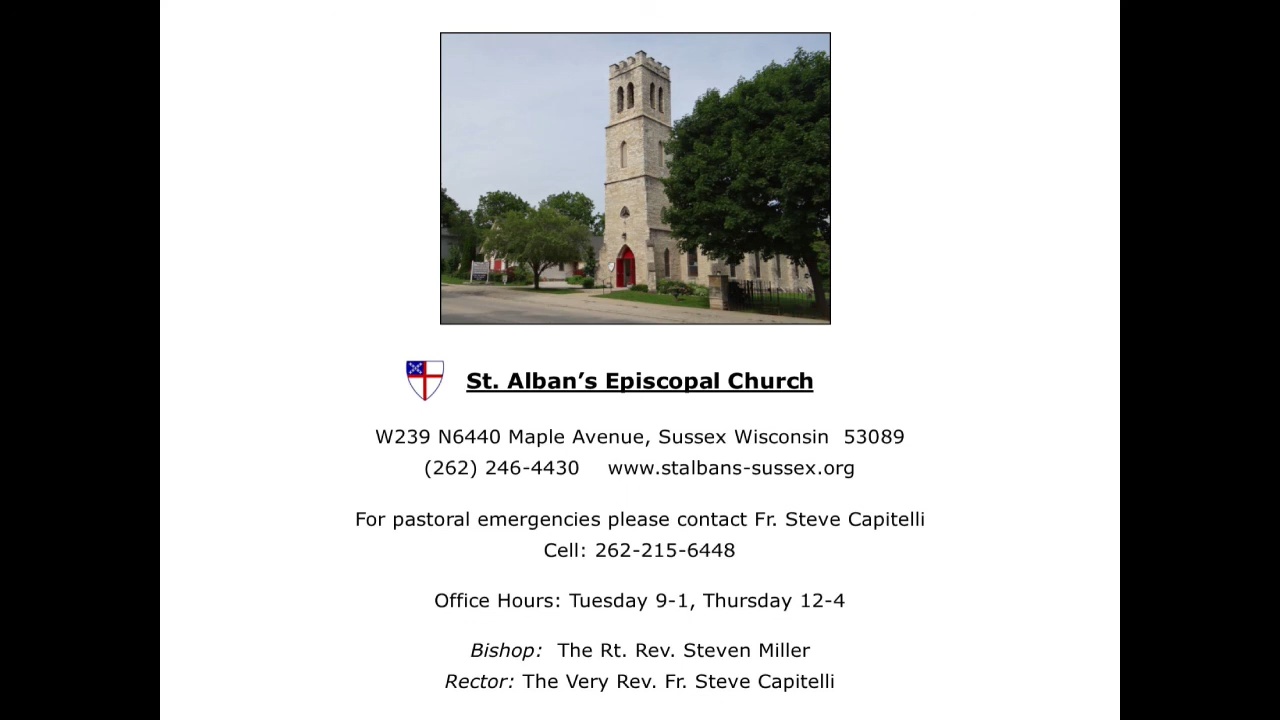 St. Alban’s Episcopal Church
W239 N6440 Maple Avenue, Sussex Wisconsin  53089
(262) 246-4430    www.stalbans-sussex.org
For pastoral emergencies please contact Fr. Steve Capitelli
Cell: 262-215-6448
Office Hours: Tuesday 9-1, Thursday 12-4
Bishop:  The Rt. Rev. Steven Miller
Rector: The Very Rev. Fr. Steve Capitelli